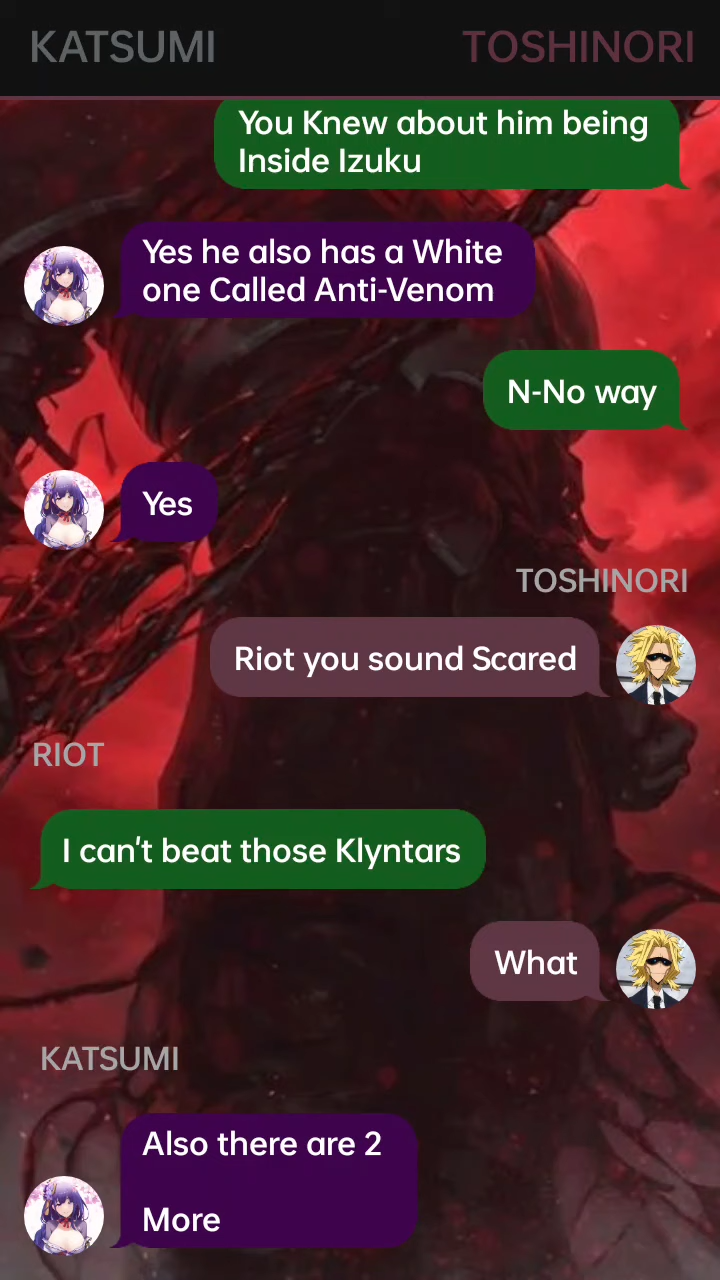 KATSUMI
TOSHINORI
You Knew about him being
Inside Izuku
Yes he also has a White
one Called Anti-Venom
N-No way
Yes
TOSHINORI
Riot you sound Scared
RIOT
I can't beat those Klyntars
What
KATSUMI
Also there are 2
More